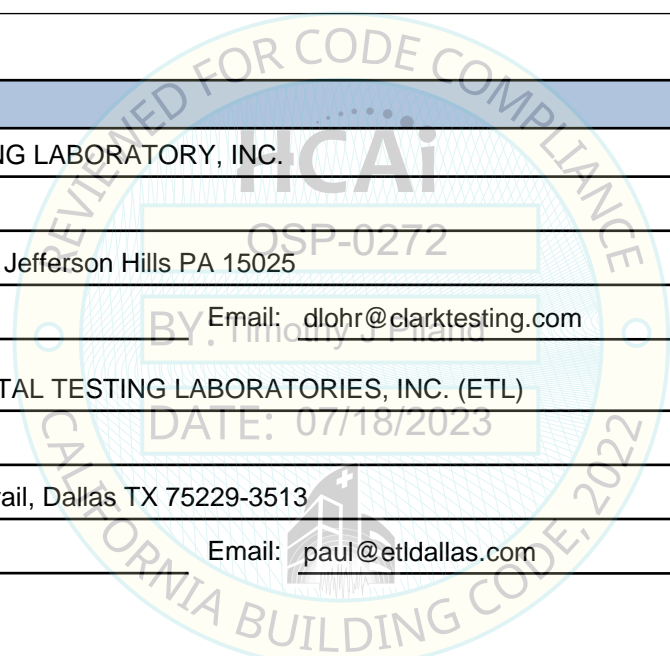 REVIEWED FOR CODE COMPLIANCE
HCAi
NG LABORATORY, INC.
OSP-0272
Jefferson Hills PA 15025
Email: dlohr@clarktesting.com
BY: Timothy J Piland
TAL TESTING LABORATORIES, INC. (ETL)
DATE: 07/18/2023
rail, Dallas TX 75229-3513
Email: paul@etldallas.com
CALIFORNIA BUILDING CODE, 2022